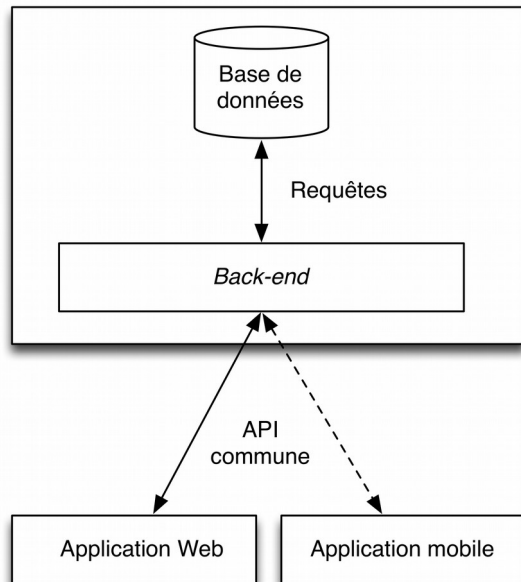 Base de
données
Requêtes
Back-end
API
commune
Application Web
Application mobile